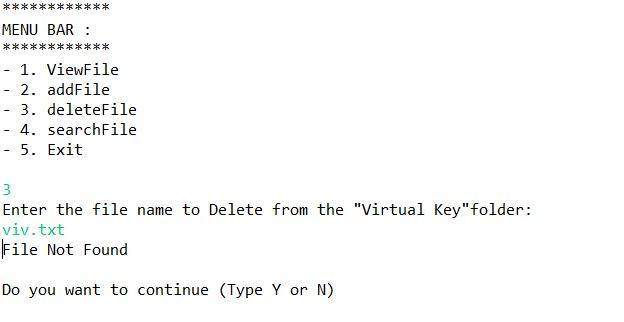 ************
MENU BAR :
************
- 1. ViewFile
- 2. addFile
- 3. deleteFile
- 4. searchFile
- 5. Exit
3
Enter the file name to Delete from the "Virtual Key"folder:
viv.txt
File Not Found
Do you want to continue (Type Y or N)